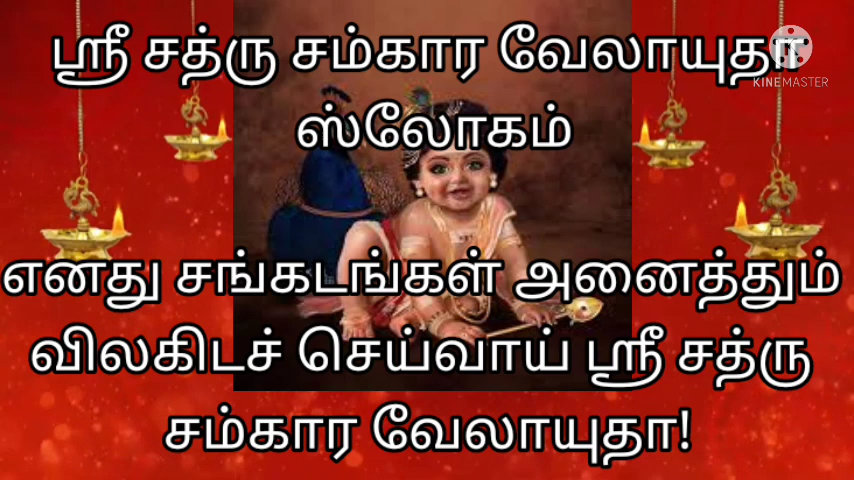 ஸ்ரீ சத்ரு சம்கார வேலாயுதா
KINEMASTER
ஸ்லோகம்
எனது சங்கடங்கள் அனைத்தும்
விலகிடச் செய்வாய் ஸ்ரீ சத்ரு
சம்கார வேலாயுதா!